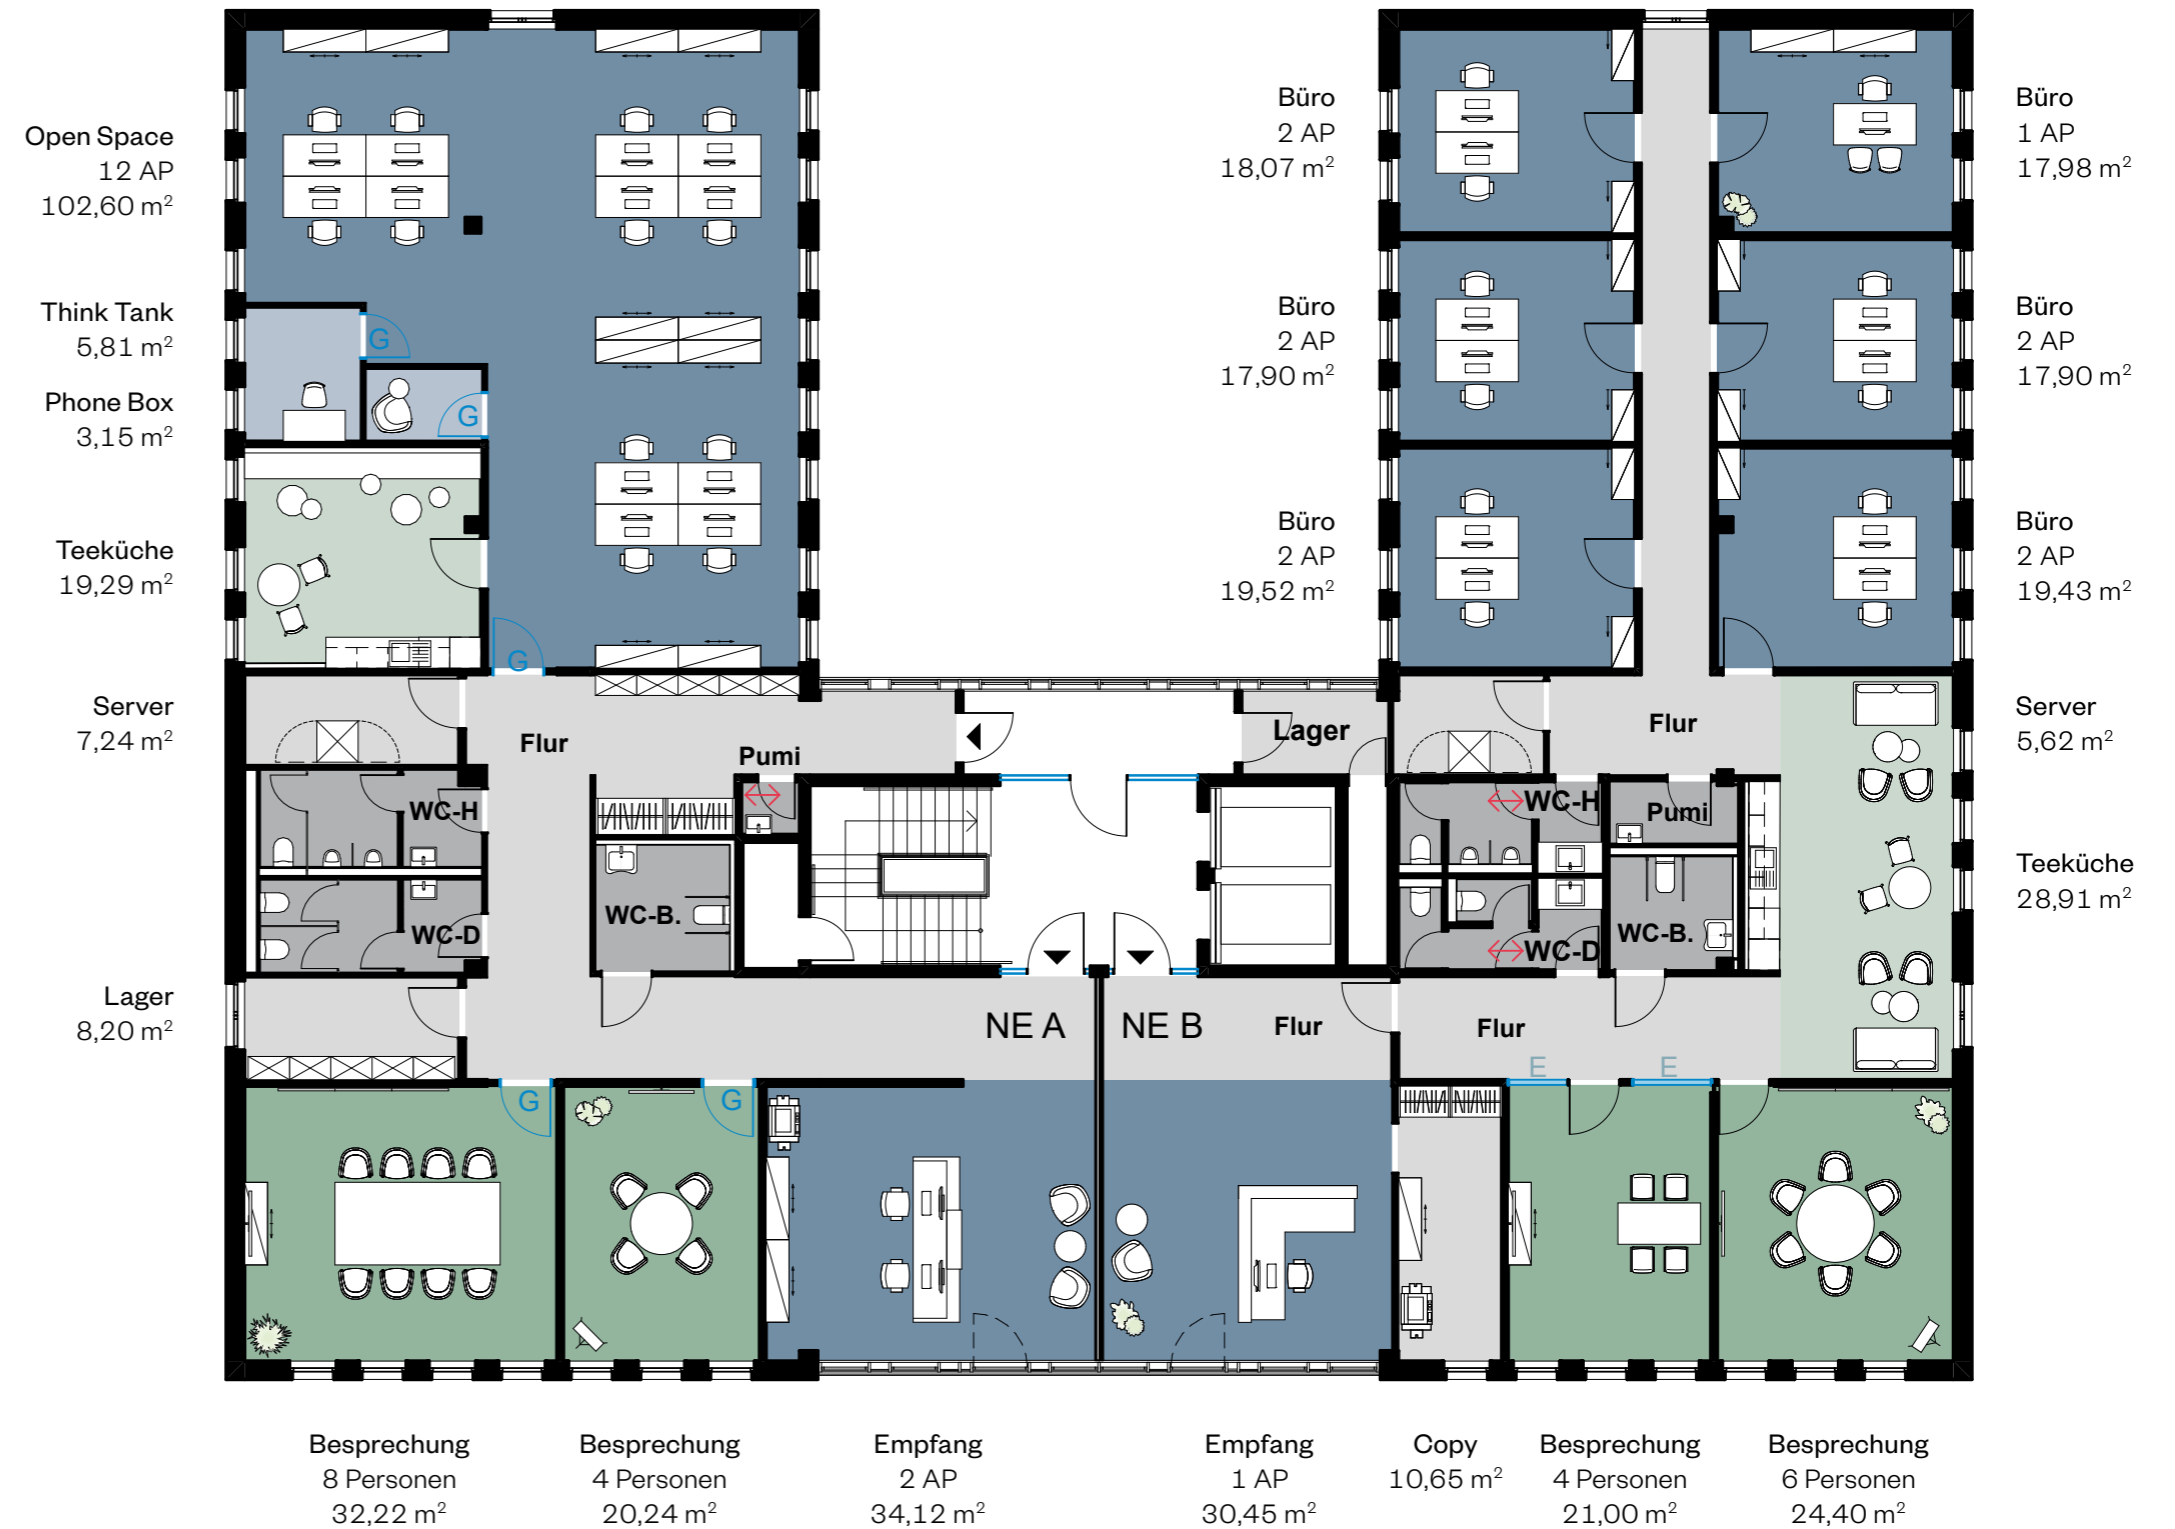 Open Space
12 AP
102,60 m²
Think Tank
5,81 m²
Phone Box
3,15 m²
Teeküche
19,29 m²
Server
7,24 m²
Lager
8,20 m²
Büro
2 AP
18,07 m²
Büro
2 AP
17,90 m²
Büro
2 AP
19,52 m²
Büro
1 AP
17,98 m²
Büro
2 AP
17,90 m²
Büro
2 AP
19,43 m²
Server
5,62 m²
Teeküche
28,91 m²
G
G
G
Flur
Pumi
Lager
Flur
WC-H
WC-D
WC-B.
WC-H
Pumi
WC-D
WC-B.
NE A
NE B
Flur
Flur
E
E
G
G
Besprechung
8 Personen
32,22 m²
Besprechung
4 Personen
20,24 m²
Empfang
2 AP
34,12 m²
Empfang
1 AP
30,45 m²
Copy
10,65 m²
Besprechung
4 Personen
21,00 m²
Besprechung
6 Personen
24,40 m²